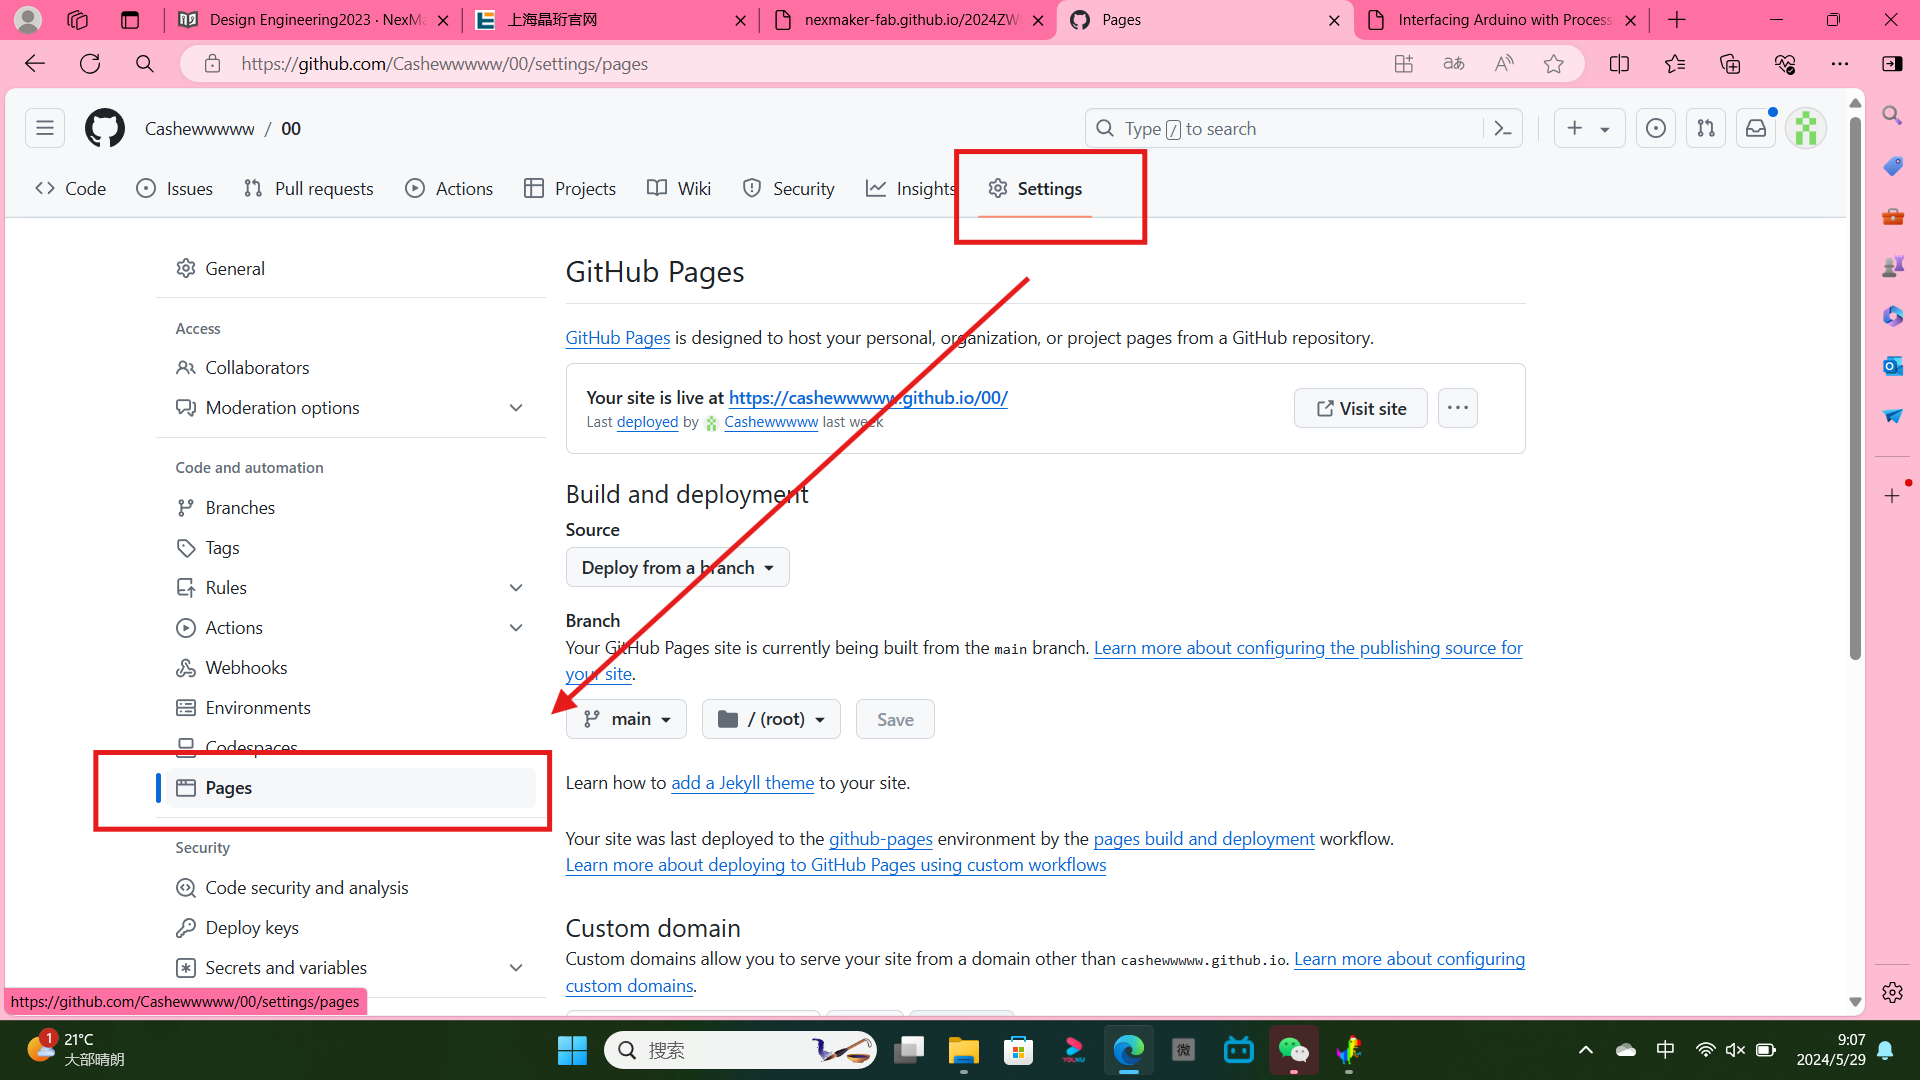 Design Engineering2023 · NexMa
上海晶珩官网
nexmaker-fab.github.io/2024ZW
Pages
Interfacing Arduino with Process
https://github.com/Cashewwwww/00/settings/pages
Cashewwwww / 00
Type / to search
Code
Issues
Pull requests
Actions
Projects
Wiki
Security
Insights
Settings
General
Access
Collaborators
Moderation options
Code and automation
Branches
Tags
Rules
Actions
Webhooks
Environments
Codespaces
Pages
Security
Code security and analysis
Deploy keys
Secrets and variables
https://github.com/Cashewwwww/00/settings/pages
GitHub Pages
GitHub Pages is designed to host your personal, organization, or project pages from a GitHub repository.
Your site is live at https://cashewwwww.github.io/00/
Last deployed by Cashewwwww last week
Visit site
Build and deployment
Source
Deploy from a branch
Branch
Your GitHub Pages site is currently being built from the main branch. Learn more about configuring the publishing source for
your site.
main
/ (root)
Save
Learn how to add a Jekyll theme to your site.
Your site was last deployed to the github-pages environment by the pages build and deployment workflow.
Learn more about deploying to GitHub Pages using custom workflows
Custom domain
Custom domains allow you to serve your site from a domain other than cashewwwww.github.io. Learn more about configuring
custom domains.
1
21°C
大部晴朗
搜索
YOUKU
微
中
9:07
2024/5/29